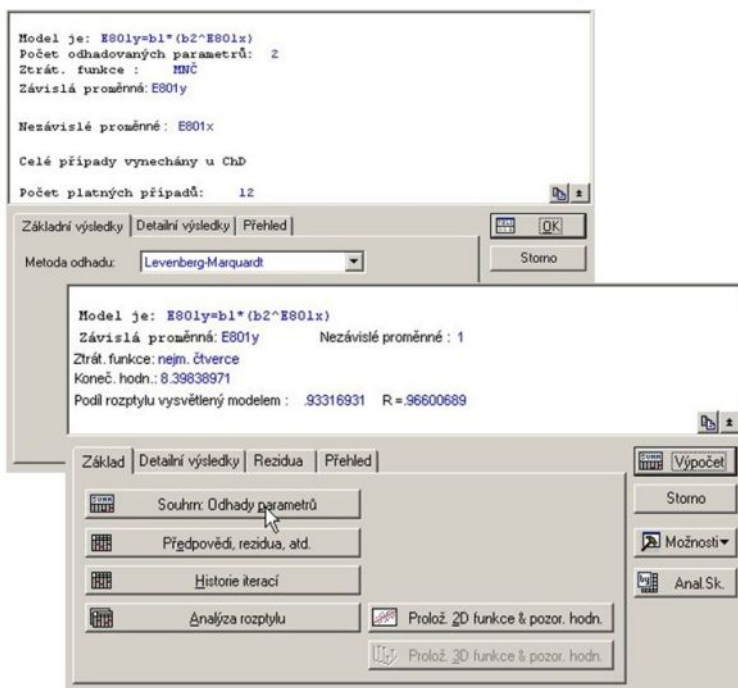 Model je: E801y=b1*(b2^E801x)
Počet odhadovaných parametrů: 2
Ztrát. funkce : MNČ
Závislá proměnná: E801y
Nezávislé proměnné : E801x
Celé případy vynechány u ChD
Počet platných případů: 12
Základní výsledky Detailní výsledky Přehled
OK
Metoda odhadu: Levenberg-Marquardt
Storno
Model je: E801y=b1*(b2^E801x)
Závislá proměnná: E801y Nezávislé proměnné : 1
Ztrát. funkce: nejm. čtverce
Koneč. hodn.: 8.39838971
Podíl rozptylu vysvětlený modelem : .93316931 R =.96600689
Základ Detailní výsledky Rezidua Přehled
Výpočet
Souhrn: Odhady parametrů
Storno
Předpovědi, rezidua, atd.
Možnosti
Historie iterací
Anal.Sk.
Analýza rozptylu
Prolož. 2D funkce & pozor. hodn.
Prolož. 3D funkce & pozor. hodn.